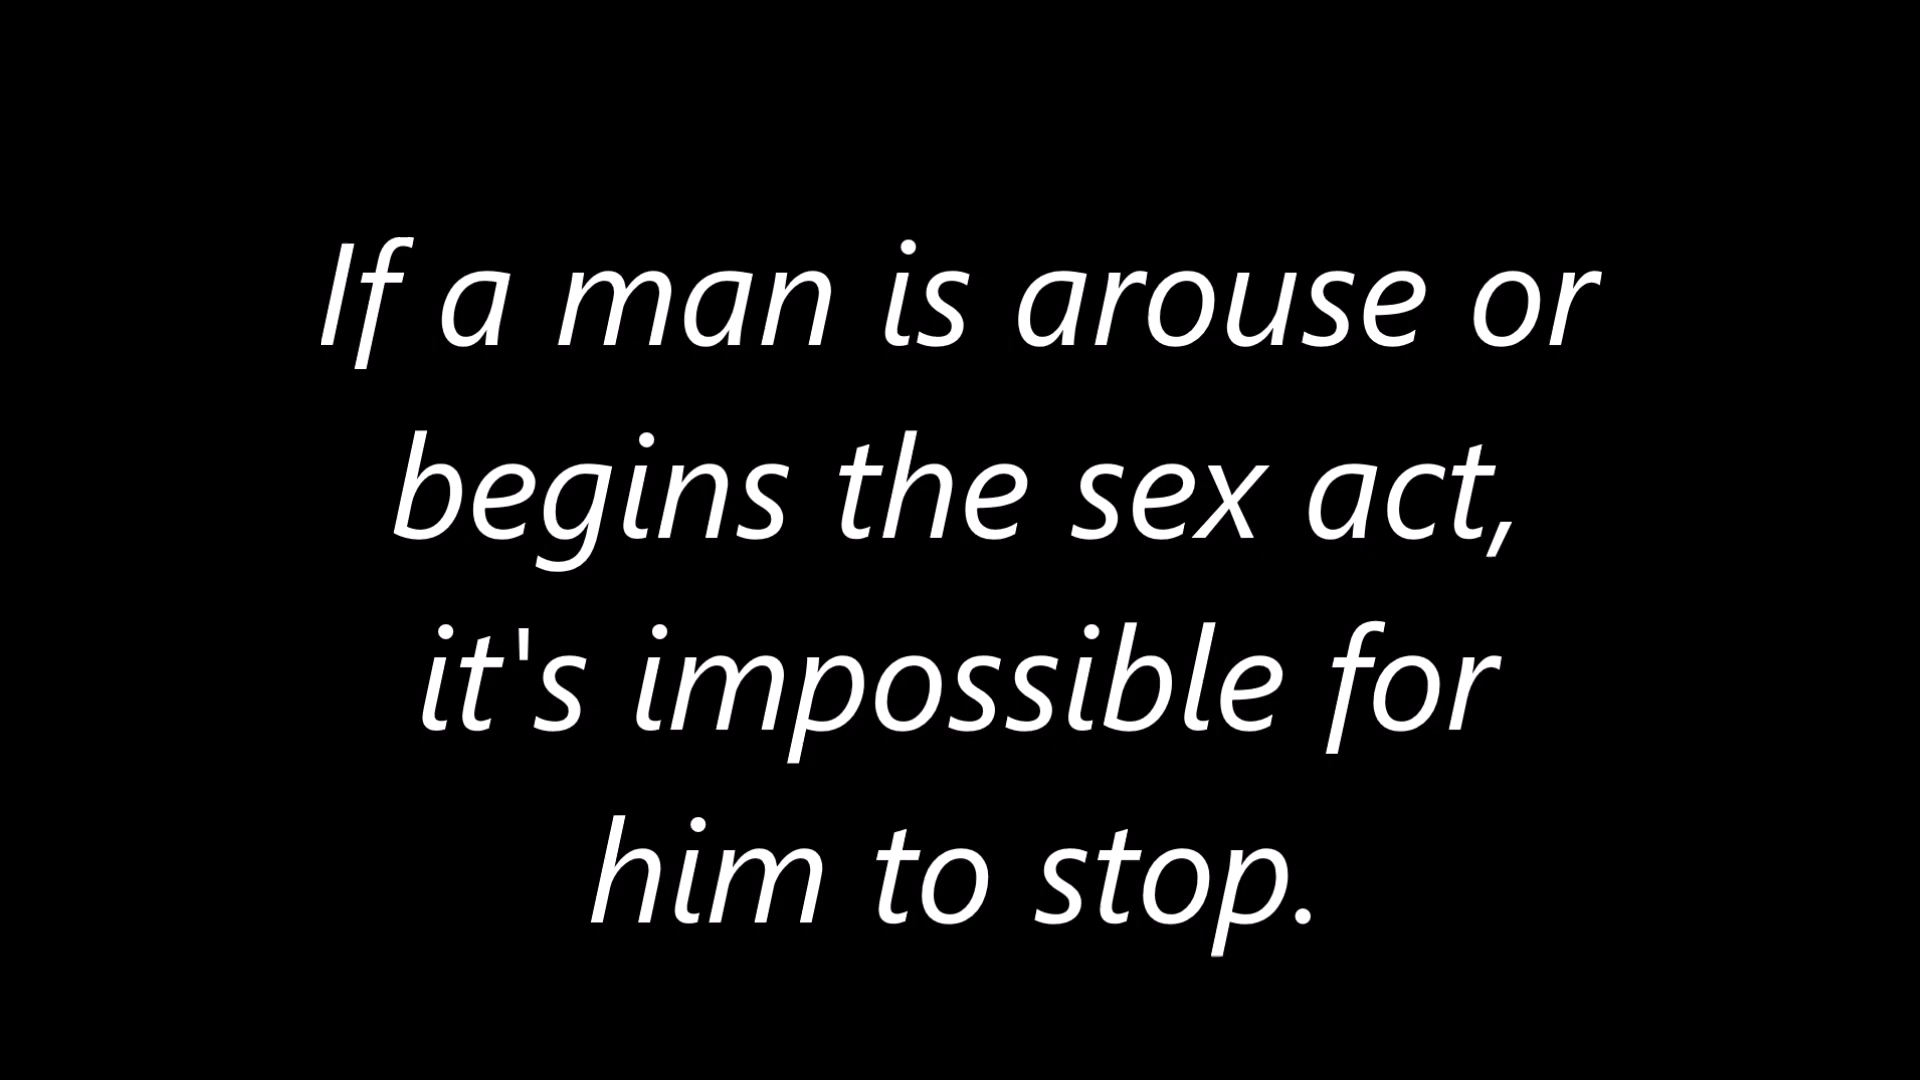 If a man is arouse or
begins the sex act,
it's impossible for
him to stop.